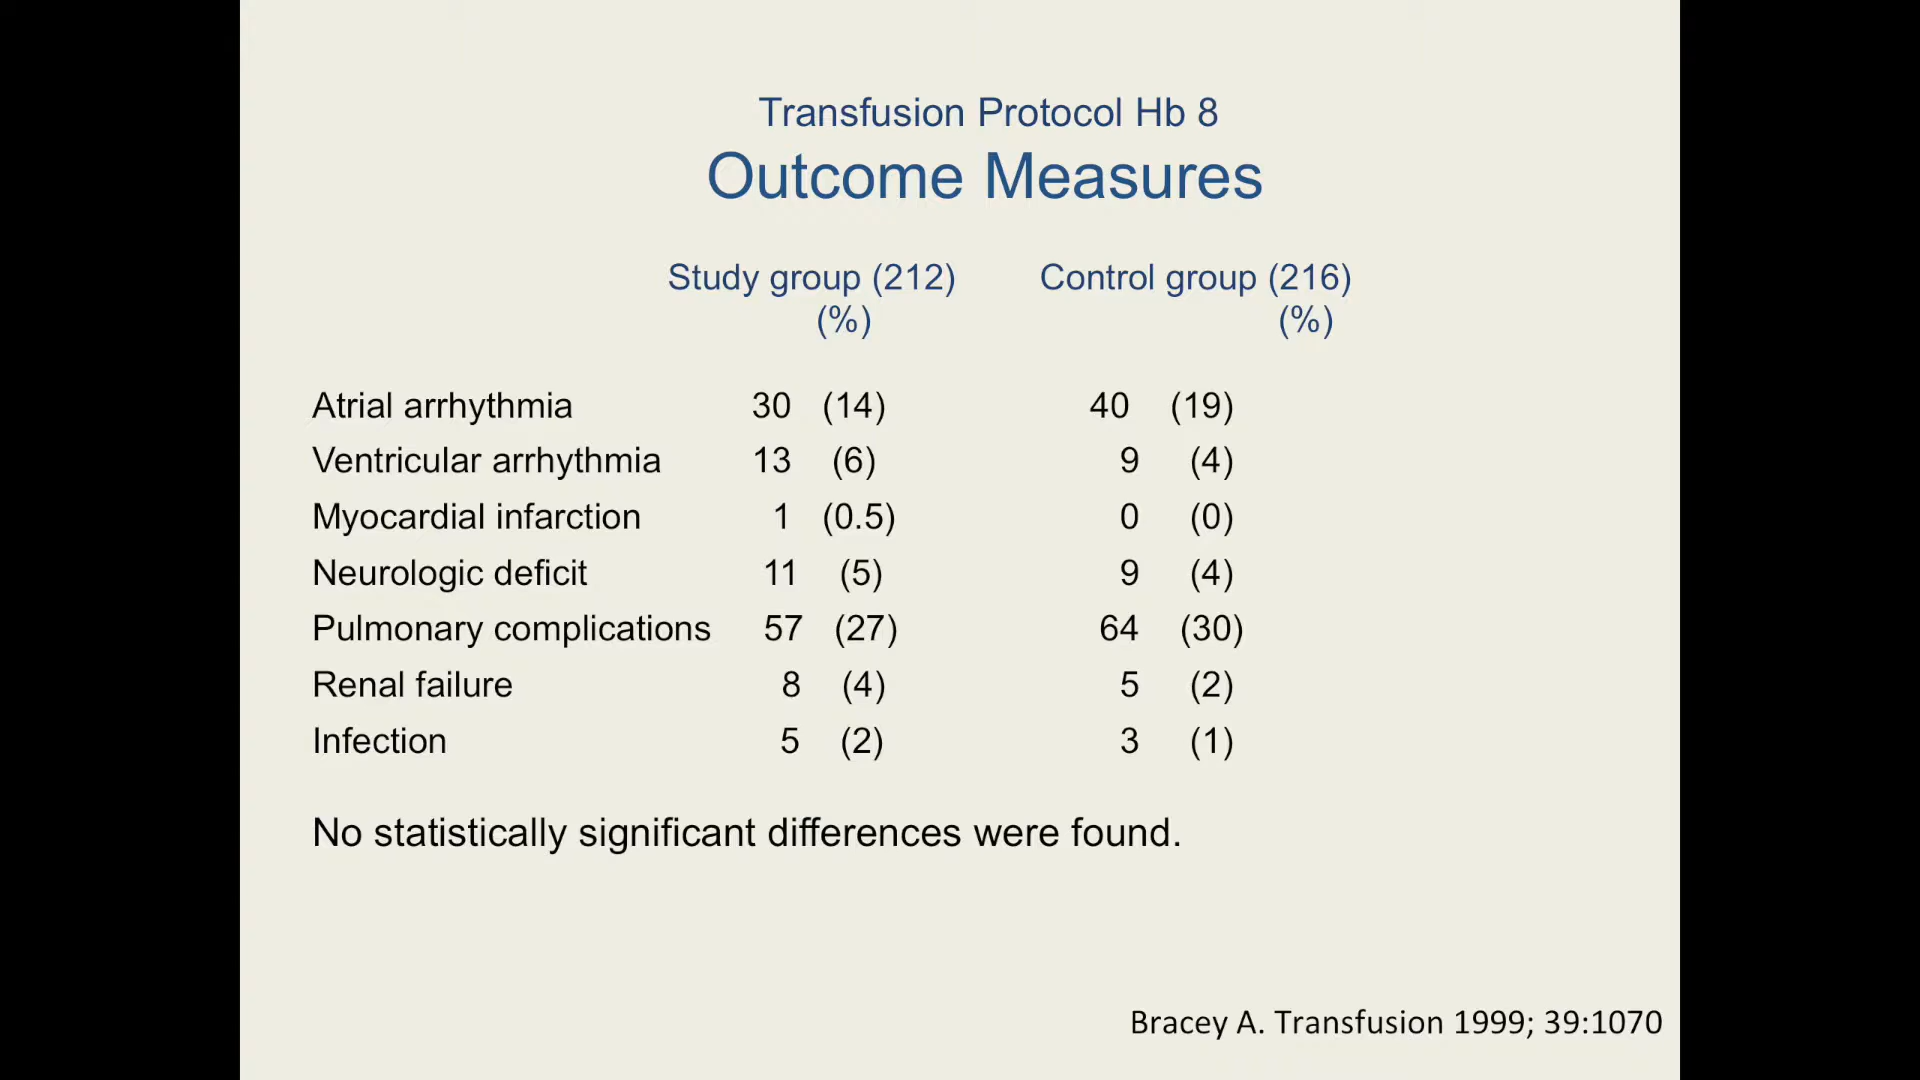 Transfusion Protocol Hb 8
Outcome Measures
Study group (212) Control group (216)
(%) (%)
Atrial arrhythmia 30 (14) 40 (19)
Ventricular arrhythmia 13 (6) 9 (4)
Myocardial infarction 1 (0.5) 0 (0)
Neurologic deficit 11 (5) 9 (4)
Pulmonary complications 57 (27) 64 (30)
Renal failure 8 (4) 5 (2)
Infection 5 (2) 3 (1)
No statistically significant differences were found.
Bracey A. Transfusion 1999; 39:1070